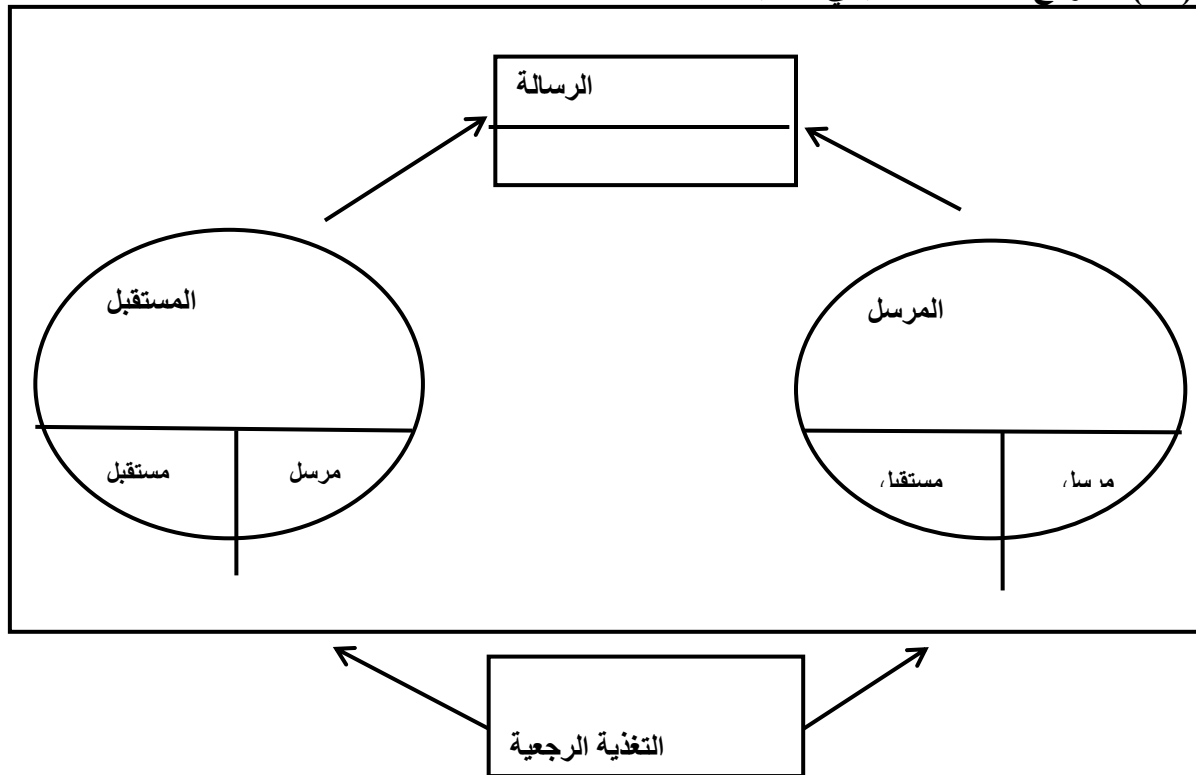 الرسالة
المرسل
المستقبل
مرسل
مستقبل
مرسل
مستقبل
التغذية الرجعية